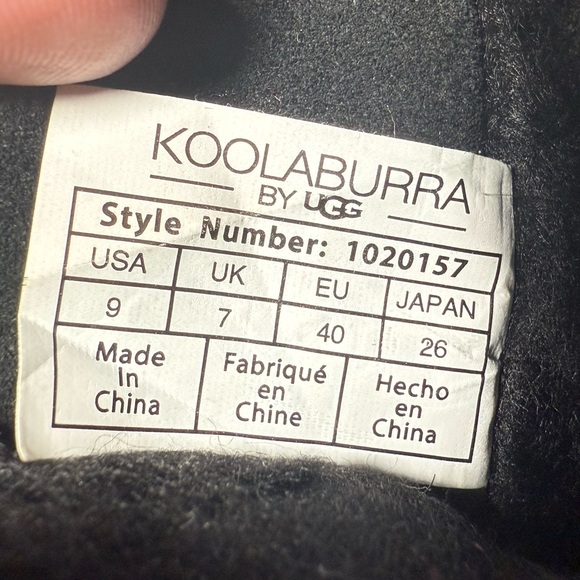 KOOLABURRA
BY UGG
Style Number: 1020157
USA UK EU JAPAN
9 7 40 26
Made in China
Fabriqué en Chine
Hecho en China